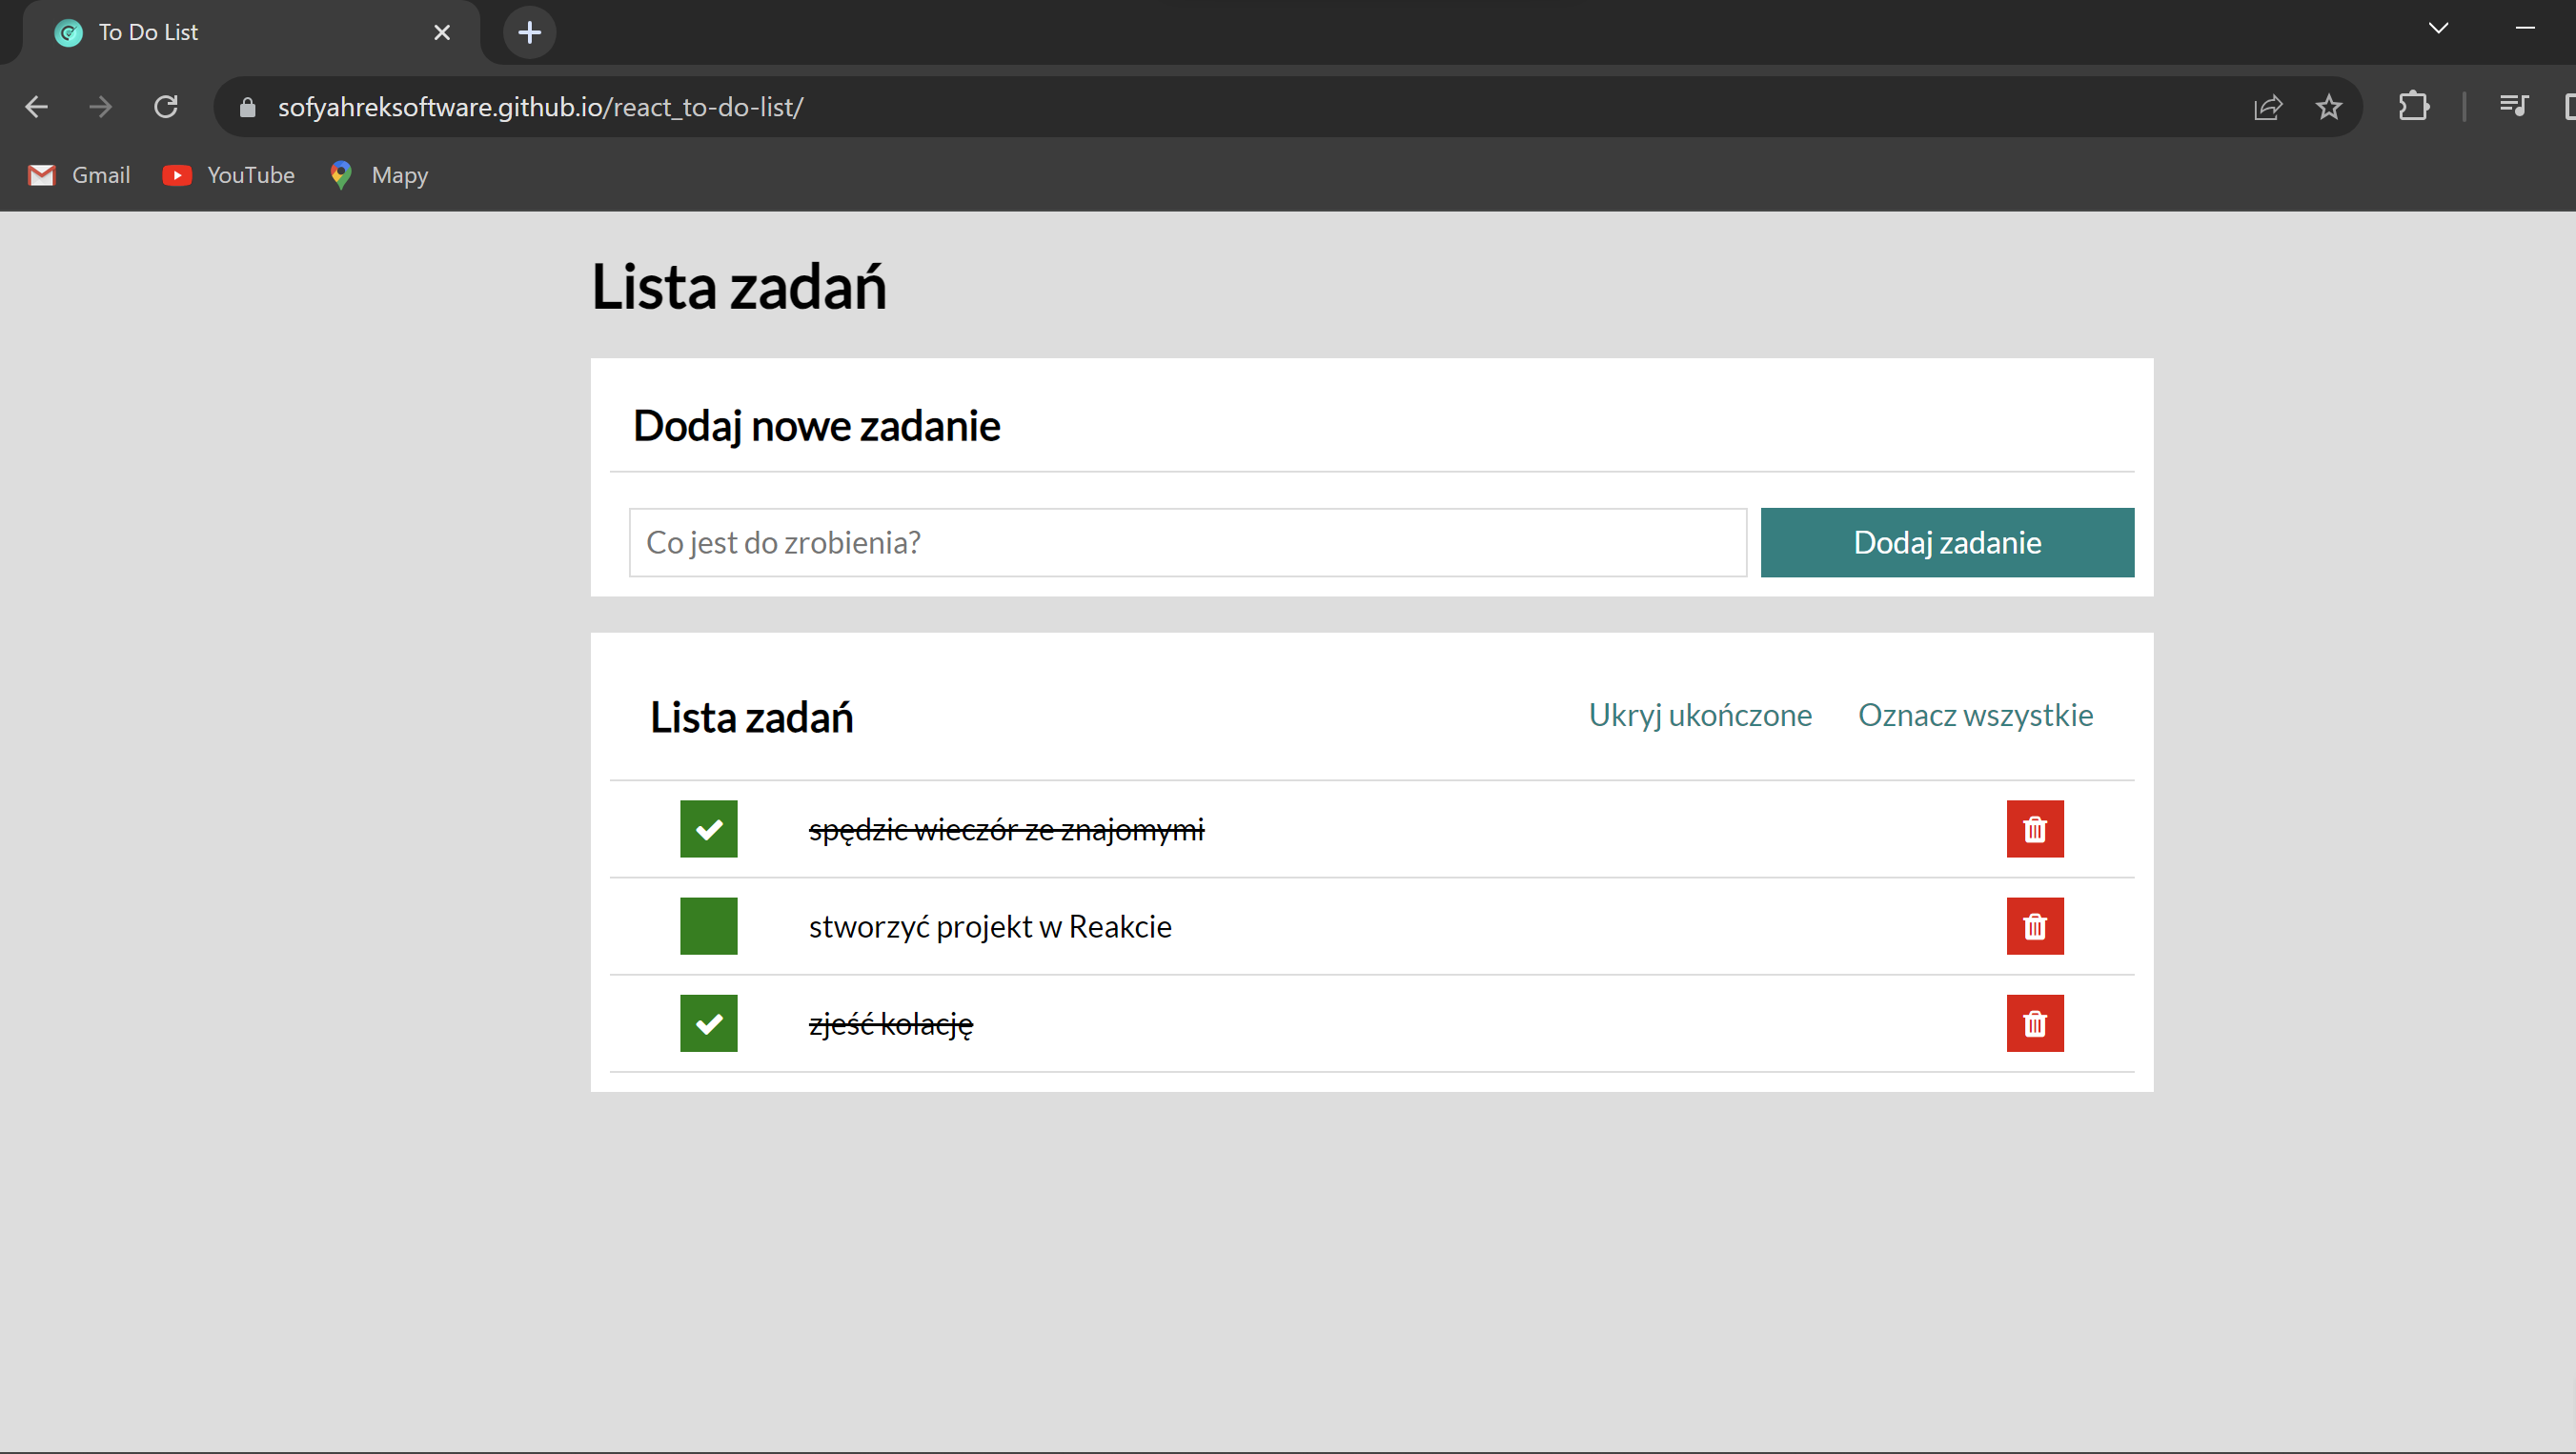 To Do List
sofyahreksoftware.github.io/react_to-do-list/
Gmail YouTube Mapy
Lista zadań
Dodaj nowe zadanie
Co jest do zrobienia? Dodaj zadanie
Lista zadań Ukryj ukończone Oznacz wszystkie
spędzic wieczór ze znajomymi
stworzyć projekt w Reakcie
zjeść kolację